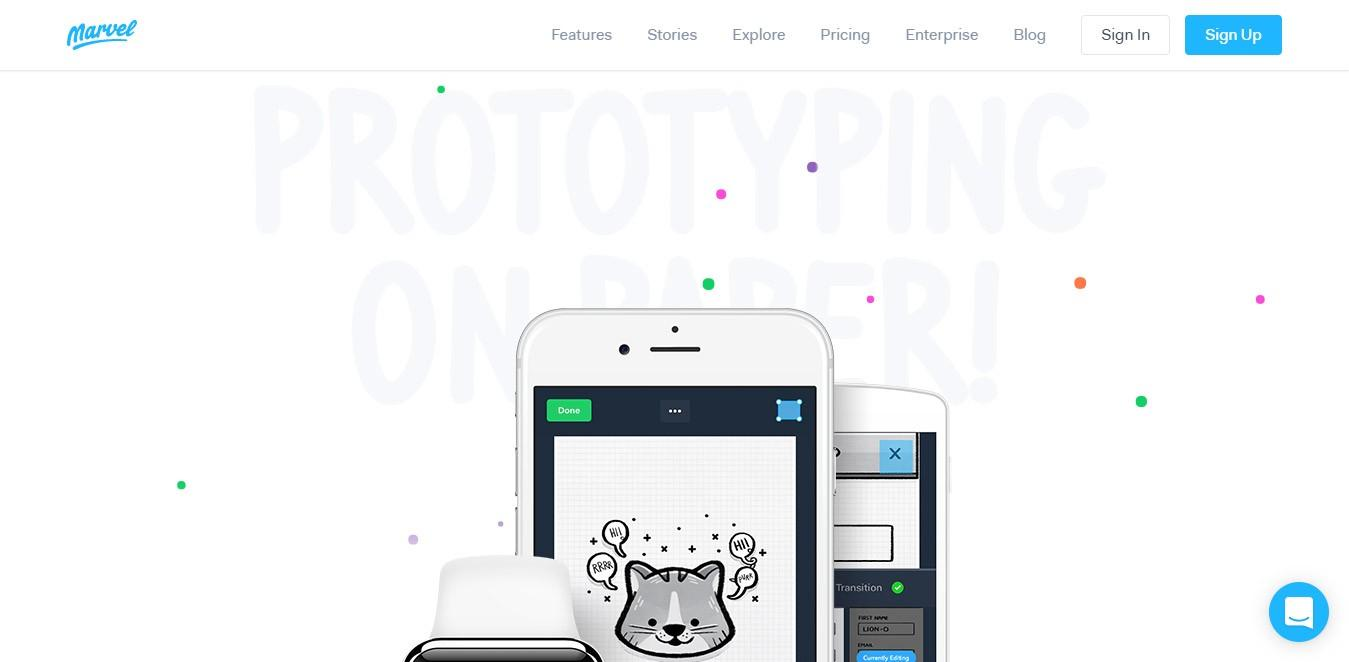 Marvel
Features Stories Explore Pricing Enterprise Blog Sign In Sign Up
PROTOTYPING
ON PAPER!
Done
HI!
HI!
RRRR
PURR
Transition
FIRST NAME
LION-O
EMAIL
Currently Editing